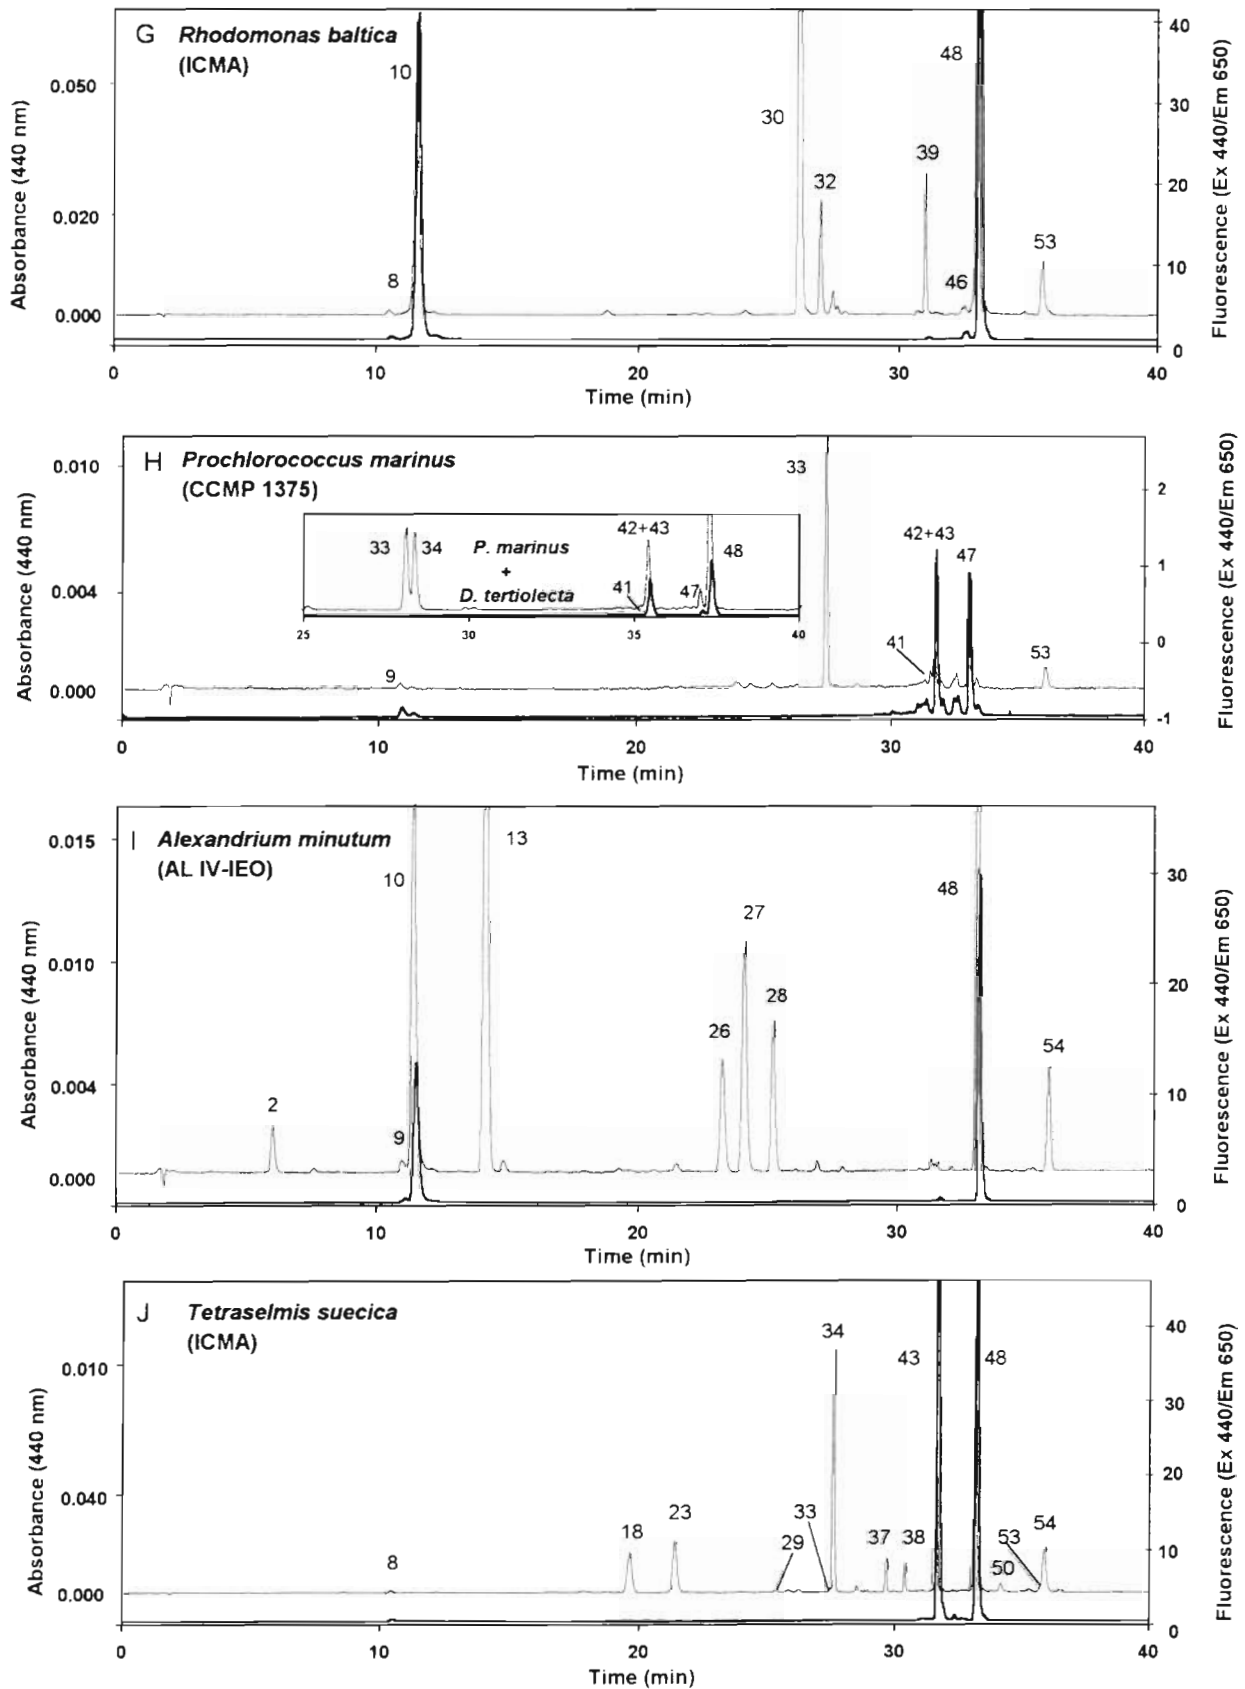 G Rhodomonas baltica
(ICMA)
Absorbance (440 nm)
0.050
0.020
0.000
8
10
30
32
39
46
48
53
40
30
20
10
0
Fluorescence (Ex 440/Em 650)
0 10 20 30 40
Time (min)
H Prochlorococcus marinus
(CCMP 1375)
Absorbance (440 nm)
0.010
0.004
0.000
33 34 P. marinus
+
D. tertiolecta
42+43
41
47
48
25 30 35 40
9
33
42+43
47
41
53
2
1
0
-1
Fluorescence (Ex 440/Em 650)
0 10 20 30 40
Time (min)
I Alexandrium minutum
(AL IV-IEO)
Absorbance (440 nm)
0.015
0.010
0.004
0.000
2
9
10
13
26
27
28
48
54
30
20
10
0
Fluorescence (Ex 440/Em 650)
0 10 20 30 40
Time (min)
J Tetraselmis suecica
(ICMA)
Absorbance (440 nm)
0.010
0.040
0.000
8
18
23
29
33
34
37
38
43
48
50
53
54
40
30
20
10
0
Fluorescence (Ex 440/Em 650)
0 10 20 30 40
Time (min)